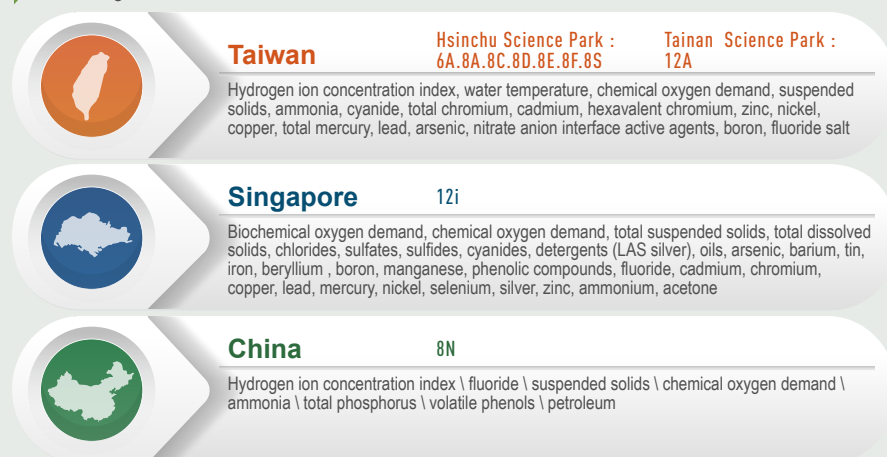 Taiwan
Hsinchu Science Park :
6A.8A.8C.8D.8E.8F.8S
Tainan Science Park :
12A
Hydrogen ion concentration index, water temperature, chemical oxygen demand, suspended
solids, ammonia, cyanide, total chromium, cadmium, hexavalent chromium, zinc, nickel,
copper, total mercury, lead, arsenic, nitrate anion interface active agents, boron, fluoride salt
Singapore
12i
Biochemical oxygen demand, chemical oxygen demand, total suspended solids, total dissolved
solids, chlorides, sulfates, sulfides, cyanides, detergents (LAS silver), oils, arsenic, barium, tin,
iron, beryllium , boron, manganese, phenolic compounds, fluoride, cadmium, chromium,
copper, lead, mercury, nickel, selenium, silver, zinc, ammonium, acetone
China
8N
Hydrogen ion concentration index \ fluoride \ suspended solids \ chemical oxygen demand \
ammonia \ total phosphorus \ volatile phenols \ petroleum